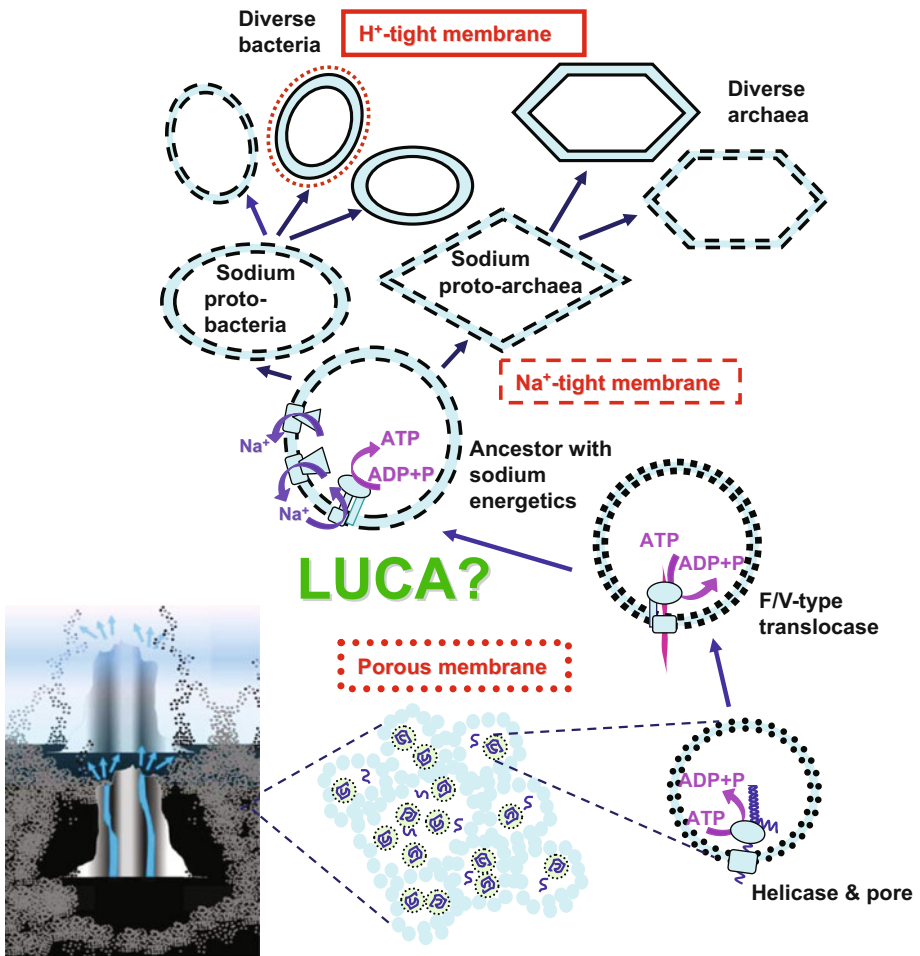 Diverse
bacteria
H⁺-tight membrane
Diverse
archaea
Sodium
proto-
bacteria
Sodium
proto-archaea
Na⁺-tight membrane
Na⁺
Na⁺
ATP
ADP+P
Ancestor with
sodium
energetics
LUCA?
ATP
ADP+P
F/V-type
translocase
Porous membrane
ADP+P
ATP
Helicase & pore